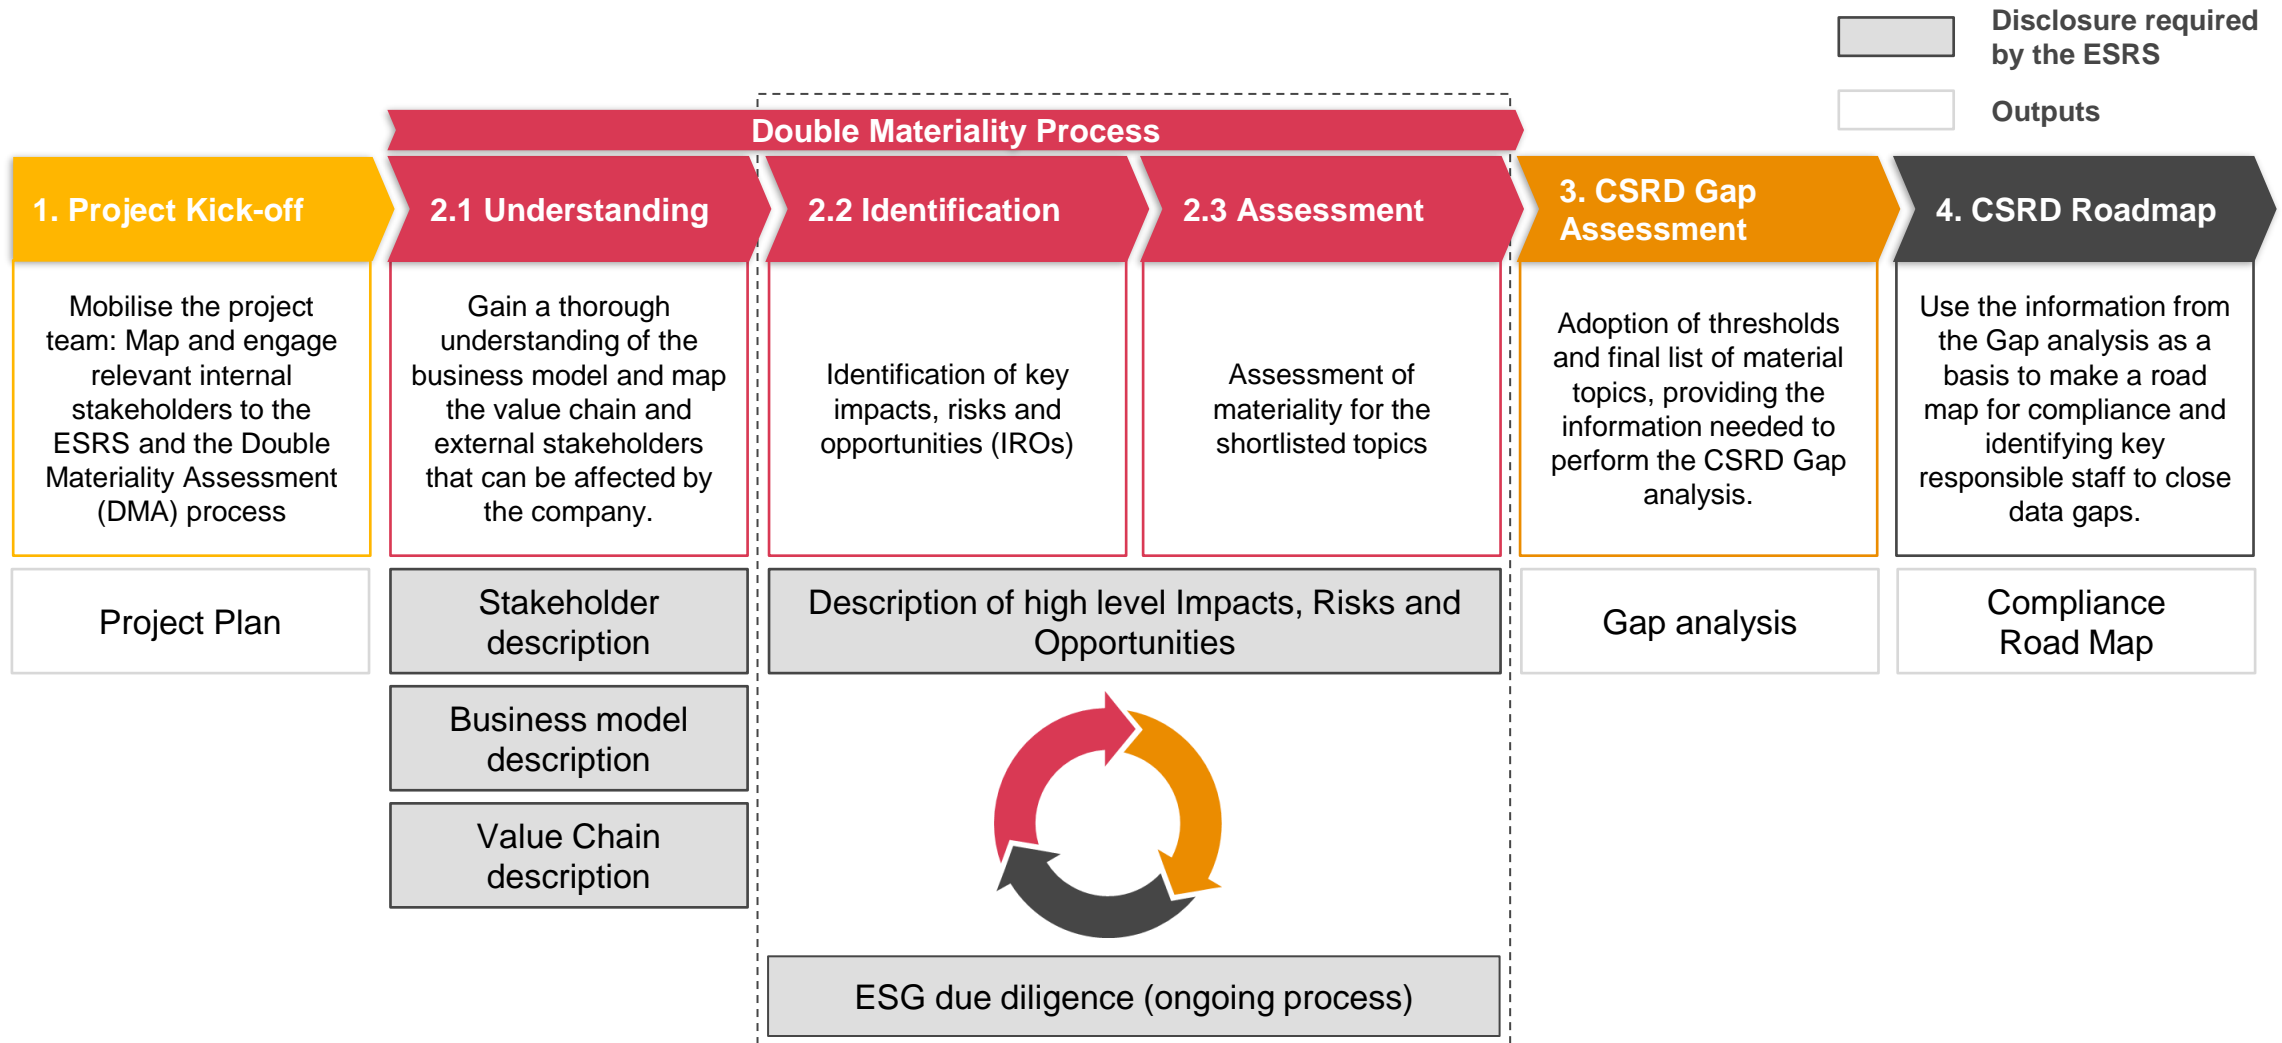 Disclosure required
by the ESRS
Outputs
Double Materiality Process
1. Project Kick-off
2.1 Understanding
2.2 Identification
2.3 Assessment
3. CSRD Gap
Assessment
4. CSRD Roadmap
Mobilise the project
team: Map and engage
relevant internal
stakeholders to the
ESRS and the Double
Materiality Assessment
(DMA) process
Gain a thorough
understanding of the
business model and map
the value chain and
external stakeholders
that can be affected by
the company.
Identification of key
impacts, risks and
opportunities (IROs)
Assessment of
materiality for the
shortlisted topics
Adoption of thresholds
and final list of material
topics, providing the
information needed to
perform the CSRD Gap
analysis.
Use the information from
the Gap analysis as a
basis to make a road
map for compliance and
identifying key
responsible staff to close
data gaps.
Project Plan
Stakeholder
description
Description of high level Impacts, Risks and
Opportunities
Gap analysis
Compliance
Road Map
Business model
description
Value Chain
description
ESG due diligence (ongoing process)